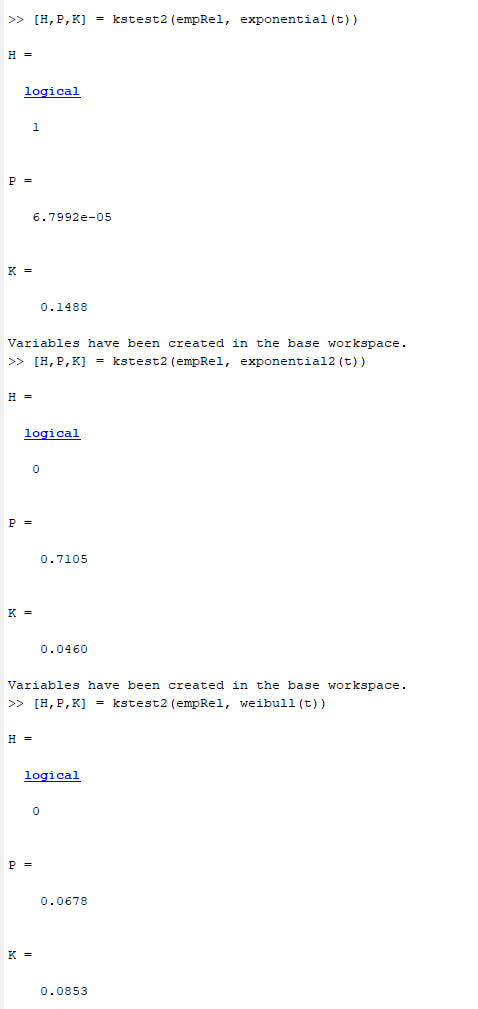 >> [H,P,K] = kstest2(empRel, exponential(t))
H =
logical
1
P =
6.7992e-05
K =
0.1488
Variables have been created in the base workspace.
>> [H,P,K] = kstest2(empRel, exponential2(t))
H =
logical
0
P =
0.7105
K =
0.0460
Variables have been created in the base workspace.
>> [H,P,K] = kstest2(empRel, weibull(t))
H =
logical
0
P =
0.0678
K =
0.0853